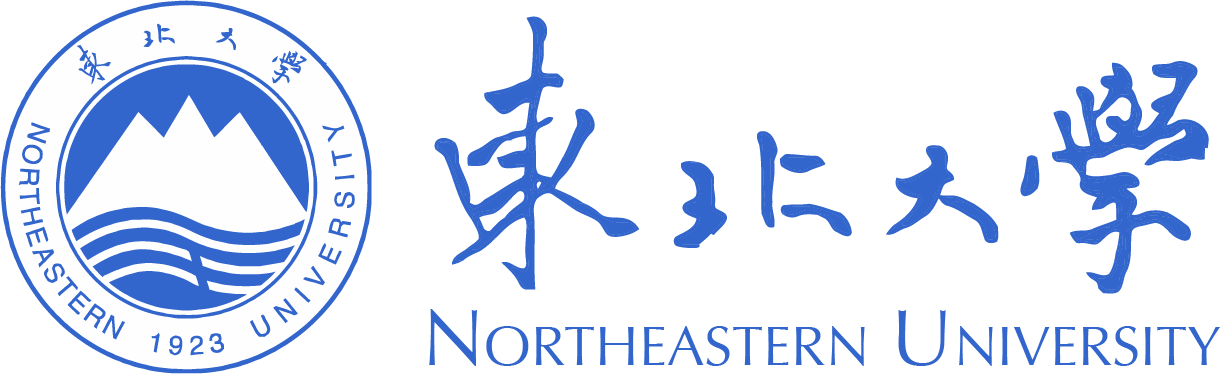 東北大學
NORTHEASTERN 1923 UNIVERSITY
東北大學
NORTHEASTERN UNIVERSITY